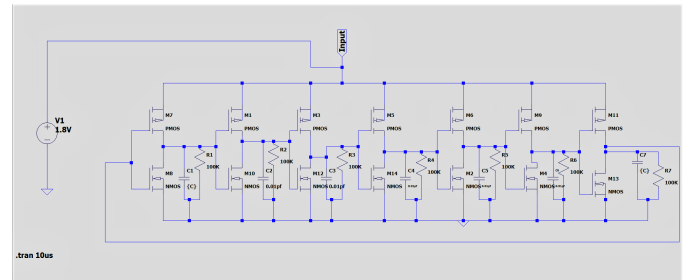 Input
V1
1.8V
M7
PMOS
M1
PMOS
M3
PMOS
M5
PMOS
M6
PMOS
M9
PMOS
M11
PMOS
M8
NMOS
C1
{C}
R1
100K
M10
NMOS
C2
0.01pf
R2
100K
M12
NMOS
C3
0.01pf
R3
100K
M14
NMOS
C4
R4
100K
M2
NMOS
C5
R5
100K
M4
NMOS
R6
100K
M13
NMOS
C7
{C}
R7
100K
.tran 10us